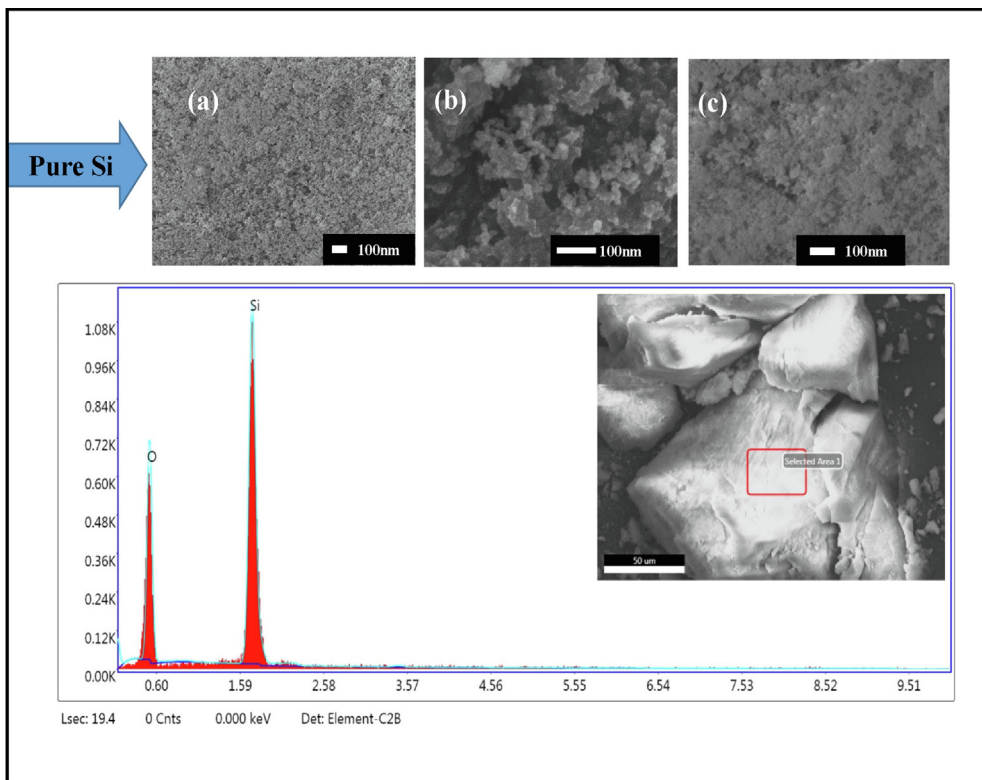 (a)
(b)
(c)
Pure Si
100nm
100nm
100nm
Si
O
1.08K
0.96K
0.84K
0.72K
0.60K
0.48K
0.36K
0.24K
0.12K
0.00K
Selected Area 1
50 um
0.60 1.59 2.58 3.57 4.56 5.55 6.54 7.53 8.52 9.51
Lsec: 19.4 0 Cnts 0.000 keV Det: Element-C2B